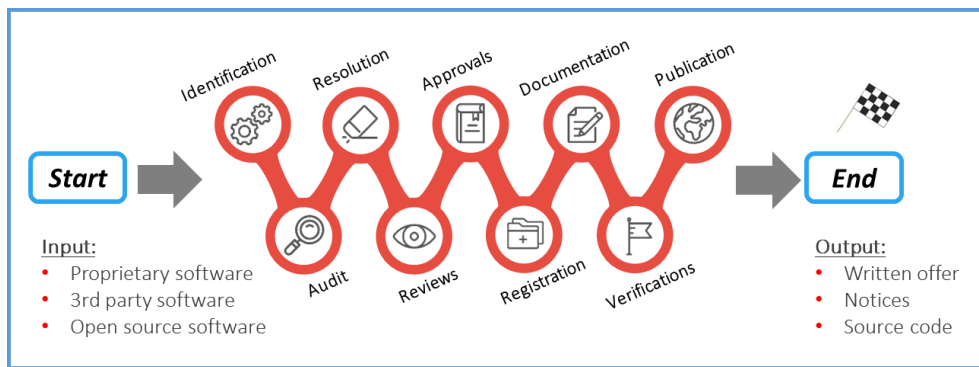 Identification
Resolution
Approvals
Documentation
Publication
Start
End
Audit
Reviews
Registration
Verifications
Input:
• Proprietary software
• 3rd party software
• Open source software
Output:
• Written offer
• Notices
• Source code